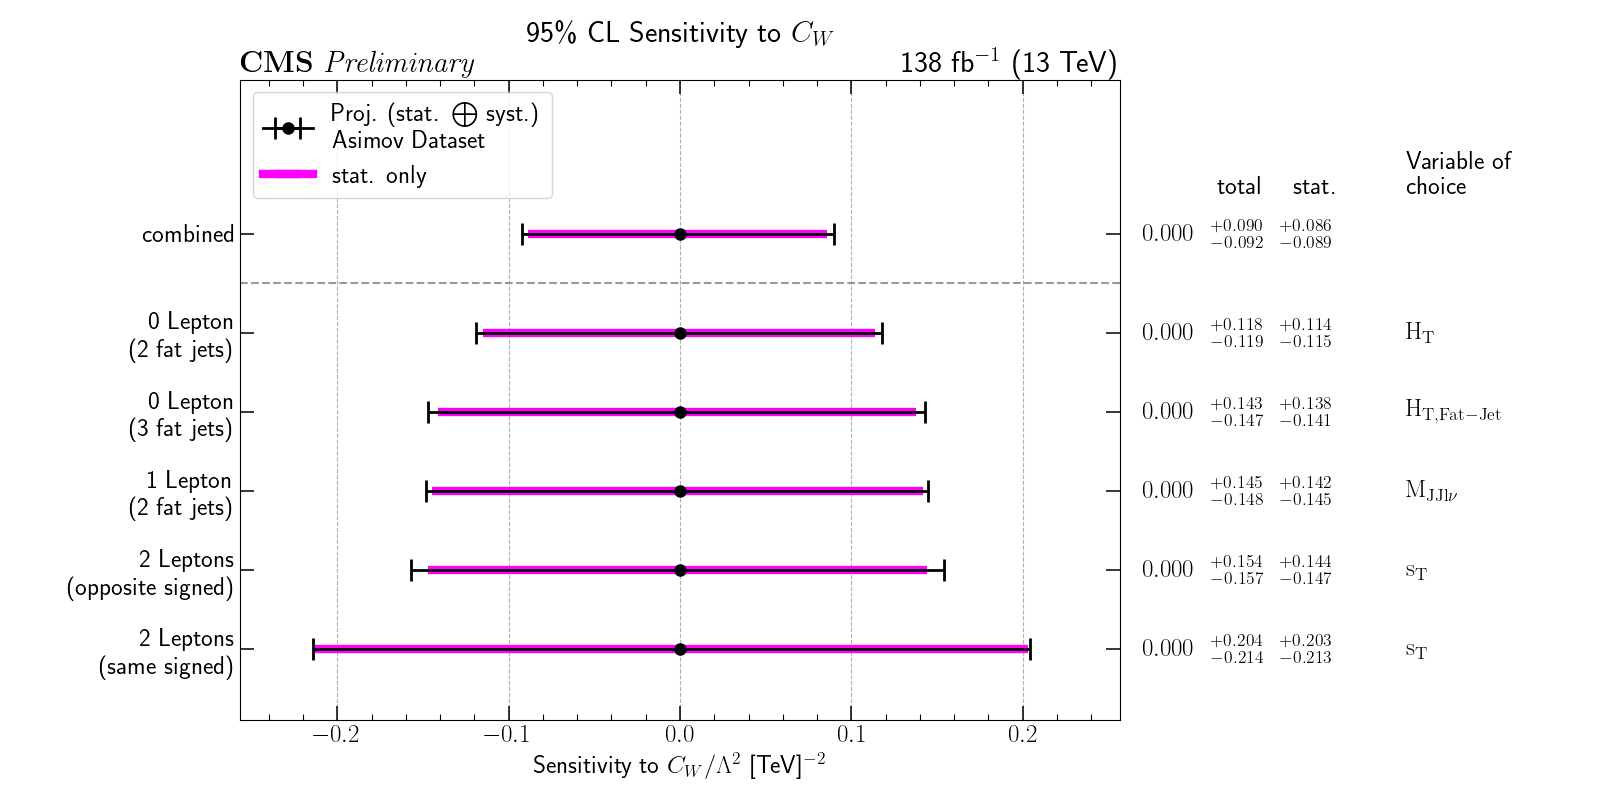 95% CL Sensitivity to C_W
CMS Preliminary
138 fb⁻¹ (13 TeV)
Proj. (stat. ⨁ syst.)
Asimov Dataset
stat. only
Variable of
choice
total stat.
combined
0.000 +0.090 −0.092 +0.086 −0.089
0 Lepton
(2 fat jets)
0.000 +0.118 −0.119 +0.114 −0.115 H_T
0 Lepton
(3 fat jets)
0.000 +0.143 −0.147 +0.138 −0.141 H_T,Fat−Jet
1 Lepton
(2 fat jets)
0.000 +0.145 −0.148 +0.142 −0.145 M_JJlν
2 Leptons
(opposite signed)
0.000 +0.154 −0.157 +0.144 −0.147 s_T
2 Leptons
(same signed)
0.000 +0.204 −0.214 +0.203 −0.213 s_T
−0.2 −0.1 0.0 0.1 0.2
Sensitivity to C_W/Λ² [TeV]⁻²